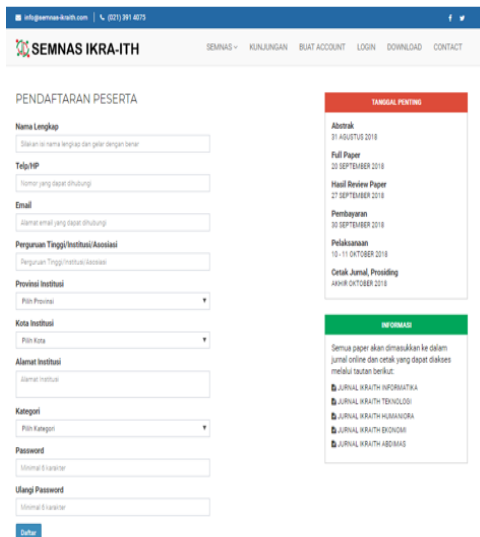 info@semnas-ikraith.com | (021) 391 4075
SEMNAS IKRA-ITH
SEMNAS KUNJUNGAN BUAT ACCOUNT LOGIN DOWNLOAD CONTACT
PENDAFTARAN PESERTA
Nama Lengkap
Silakan isi nama lengkap dan gelar dengan benar
Telp/HP
Nomor yang dapat dihubungi
Email
Alamat email yang dapat dihubungi
Perguruan Tinggi/Institusi/Asosiasi
Perguruan Tinggi/Institusi/Asosiasi
Provinsi Institusi
Pilih Provinsi
Kota Institusi
Pilih Kota
Alamat Institusi
Alamat Institusi
Kategori
Pilih Kategori
Password
Minimal 6 karakter
Ulangi Password
Minimal 6 karakter
Daftar
TANGGAL PENTING
Abstrak
31 AGUSTUS 2018
Full Paper
20 SEPTEMBER 2018
Hasil Review Paper
27 SEPTEMBER 2018
Pembayaran
30 SEPTEMBER 2018
Pelaksanaan
10 - 11 OKTOBER 2018
Cetak Jurnal, Prosiding
AKHIR OKTOBER 2018
INFORMASI
Semua paper akan dimasukkan ke dalam
jurnal online dan cetak yang dapat diakses
melalui tautan berikut:
JURNAL IKRAITH INFORMATIKA
JURNAL IKRAITH TEKNOLOGI
JURNAL IKRAITH HUMANIORA
JURNAL IKRAITH EKONOMI
JURNAL IKRAITH ABDIMAS